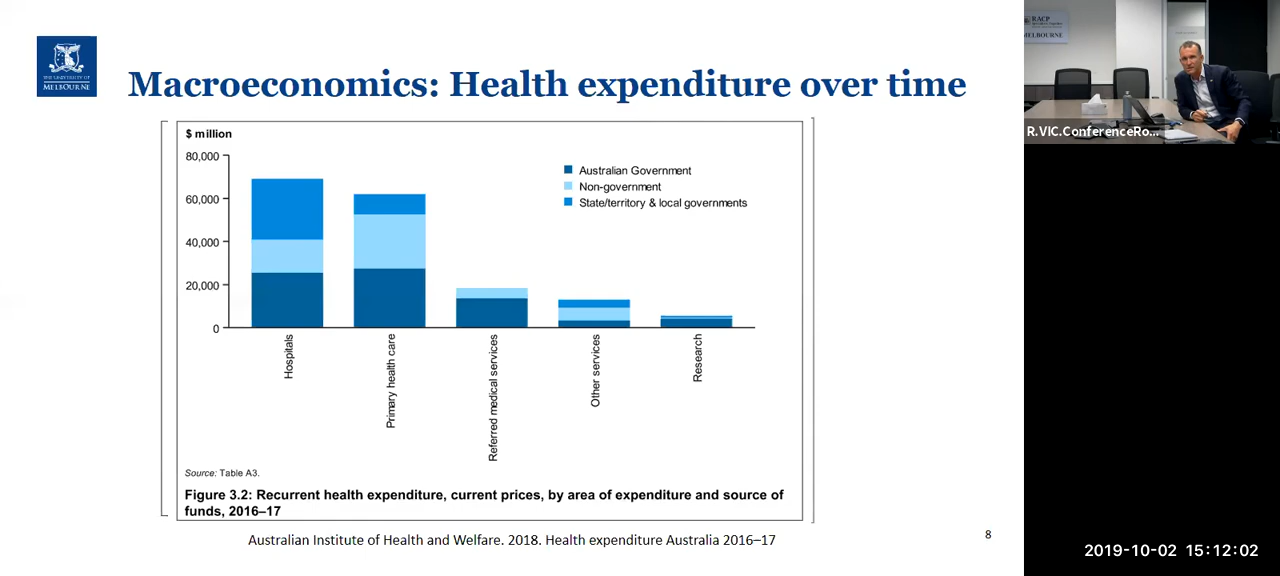 THE UNIVERSITY OF
MELBOURNE
Macroeconomics: Health expenditure over time
$ million
80,000
60,000
40,000
20,000
0
Australian Government
Non-government
State/territory & local governments
Hospitals
Primary health care
Referred medical services
Other services
Research
Source: Table A3.
Figure 3.2: Recurrent health expenditure, current prices, by area of expenditure and source of
funds, 2016–17
Australian Institute of Health and Welfare. 2018. Health expenditure Australia 2016–17
8
RACP
MELBOURNE
R.VIC.ConferenceRo...
2019-10-02 15:12:02